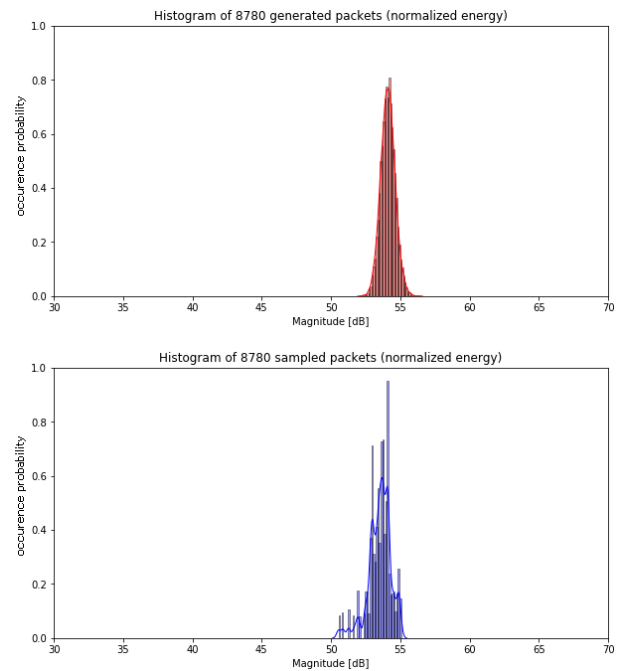 Histogram of 8780 generated packets (normalized energy)
1.0
0.8
0.6
0.4
0.2
0.0
occurence probability
30 35 40 45 50 55 60 65 70
Magnitude [dB]
Histogram of 8780 sampled packets (normalized energy)
1.0
0.8
0.6
0.4
0.2
0.0
occurence probability
30 35 40 45 50 55 60 65 70
Magnitude [dB]